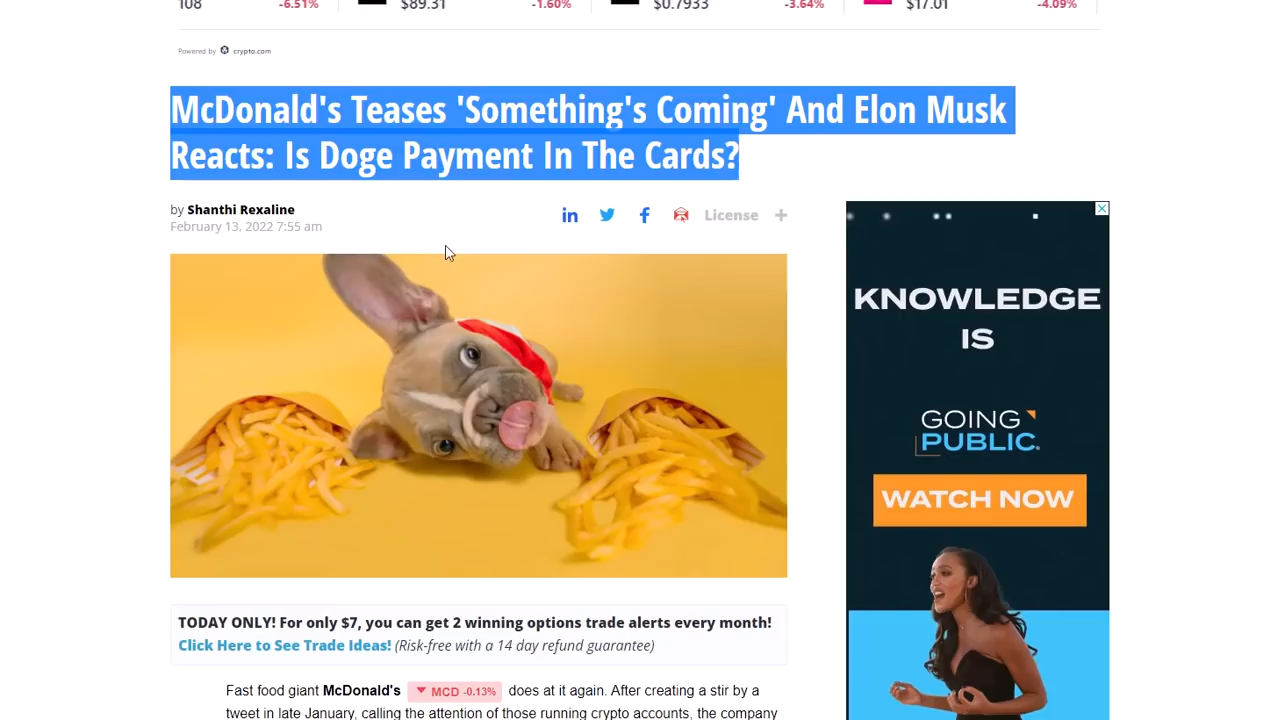 108 -6.51% $89.31 -1.60% $0.7933 -3.64% $17.01 -4.09%
Powered by crypto.com
McDonald's Teases 'Something's Coming' And Elon Musk
Reacts: Is Doge Payment In The Cards?
by Shanthi Rexaline
February 13, 2022 7:55 am
License +
KNOWLEDGE
IS
GOING
PUBLIC.
WATCH NOW
TODAY ONLY! For only $7, you can get 2 winning options trade alerts every month!
Click Here to See Trade Ideas! (Risk-free with a 14 day refund guarantee)
Fast food giant McDonald's ▼ MCD -0.13% does at it again. After creating a stir by a
tweet in late January, calling the attention of those running crypto accounts, the company